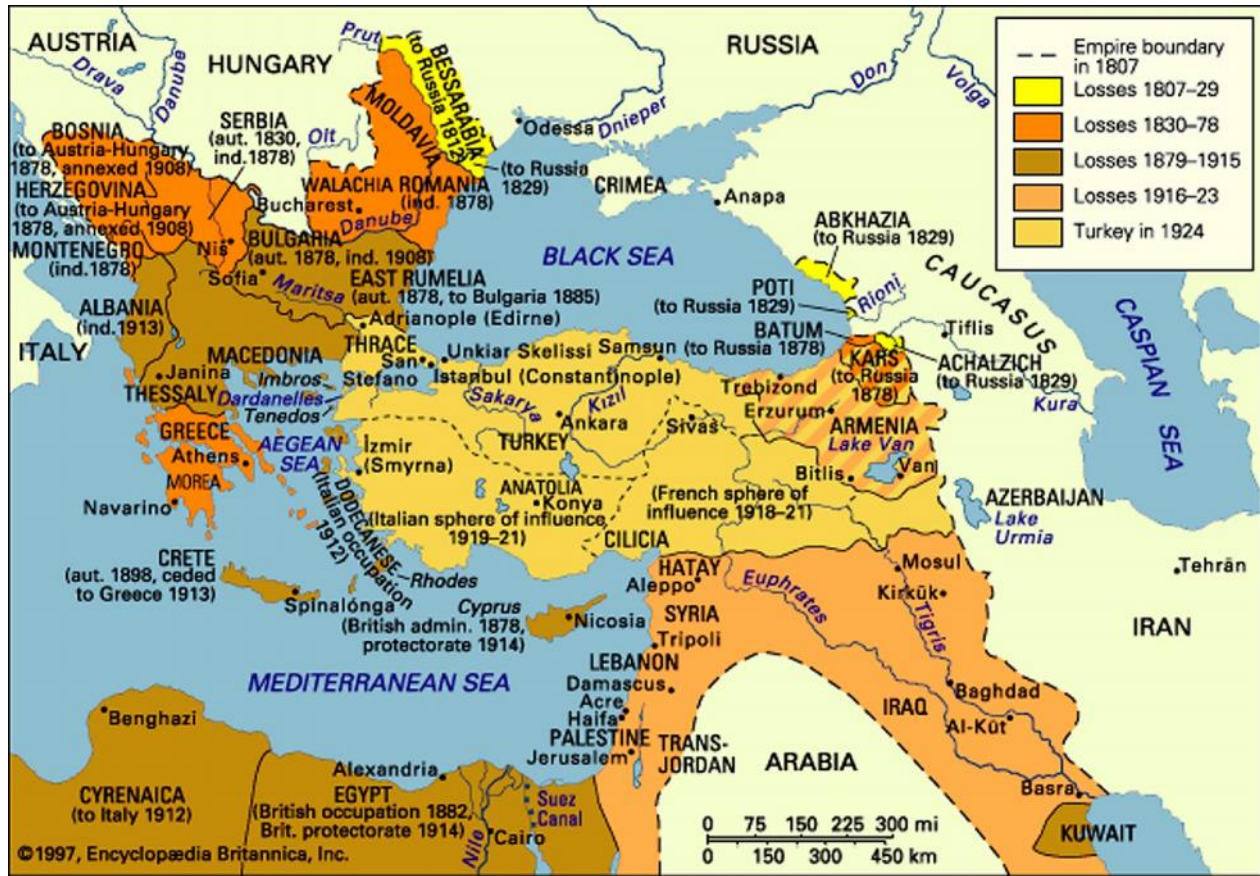 AUSTRIA
Drava
Danube
HUNGARY
Prut
BESSARABIA
(to Russia
1812)
MOLDAVIA
RUSSIA
Don
Volga
Empire boundary
in 1807
Losses 1807–29
Losses 1830–78
Losses 1879–1915
Losses 1916–23
Turkey in 1924
BOSNIA
(to Austria-Hungary
1878, annexed 1908)
HERZEGOVINA
(to Austria-Hungary
1878, annexed 1908)
MONTENEGRO
(ind.1878)
SERBIA
(aut. 1830,
ind.1878)
Olt
WALACHIA
Bucharest
Danube
ROMANIA
(ind. 1878)
Odessa
Dnieper
(to Russia
1829)
CRIMEA
Anapa
ABKHAZIA
(to Russia 1829)
CAUCASUS
Niš
BULGARIA
(aut. 1878, ind. 1908)
Sofia
Maritsa
EAST RUMELIA
(aut. 1878, to Bulgaria 1885)
BLACK SEA
POTI
(to Russia 1829)
Rioni
BATUM
(to Russia 1878)
Tiflis
ACHALZICH
(to Russia 1829)
KARS
(to Russia
1878)
Kura
CASPIAN
SEA
ALBANIA
(ind.1913)
ITALY
Adrianople (Edirne)
THRACE
San
Stefano
Unkiar Skelissi
Istanbul (Constantinople)
Samsun
Trebizond
MACEDONIA
Janina
THESSALY
Imbros
Dardanelles
Tenedos
Sakarya
Kızıl
Ankara
Sivas
Erzurum
ARMENIA
Lake Van
Van
Bitlis
GREECE
Athens
MOREA
Navarino
AEGEAN
SEA
İzmir
(Smyrna)
TURKEY
ANATOLIA
Konya
(Italian sphere of influence
1919–21)
(French sphere of
influence 1918–21)
CILICIA
AZERBAIJAN
Lake
Urmia
DODECANESE
(Italian occupation
1912)
Rhodes
CRETE
(aut. 1898, ceded
to Greece 1913)
Spinalónga
Cyprus
(British admin. 1878,
protectorate 1914)
Nicosia
HATAY
Aleppo
SYRIA
Tripoli
Euphrates
Mosul
Kirkūk
Tigris
Tehrān
IRAN
MEDITERRANEAN SEA
LEBANON
Damascus
Acre
Haifa
PALESTINE
Jerusalem
TRANS-
JORDAN
ARABIA
IRAQ
Baghdad
Al-Kūt
Basra
KUWAIT
Benghazi
CYRENAICA
(to Italy 1912)
Alexandria
EGYPT
(British occupation 1882,
Brit. protectorate 1914)
Nile
Cairo
Suez
Canal
0 75 150 225 300 mi
0 150 300 450 km
©1997, Encyclopædia Britannica, Inc.